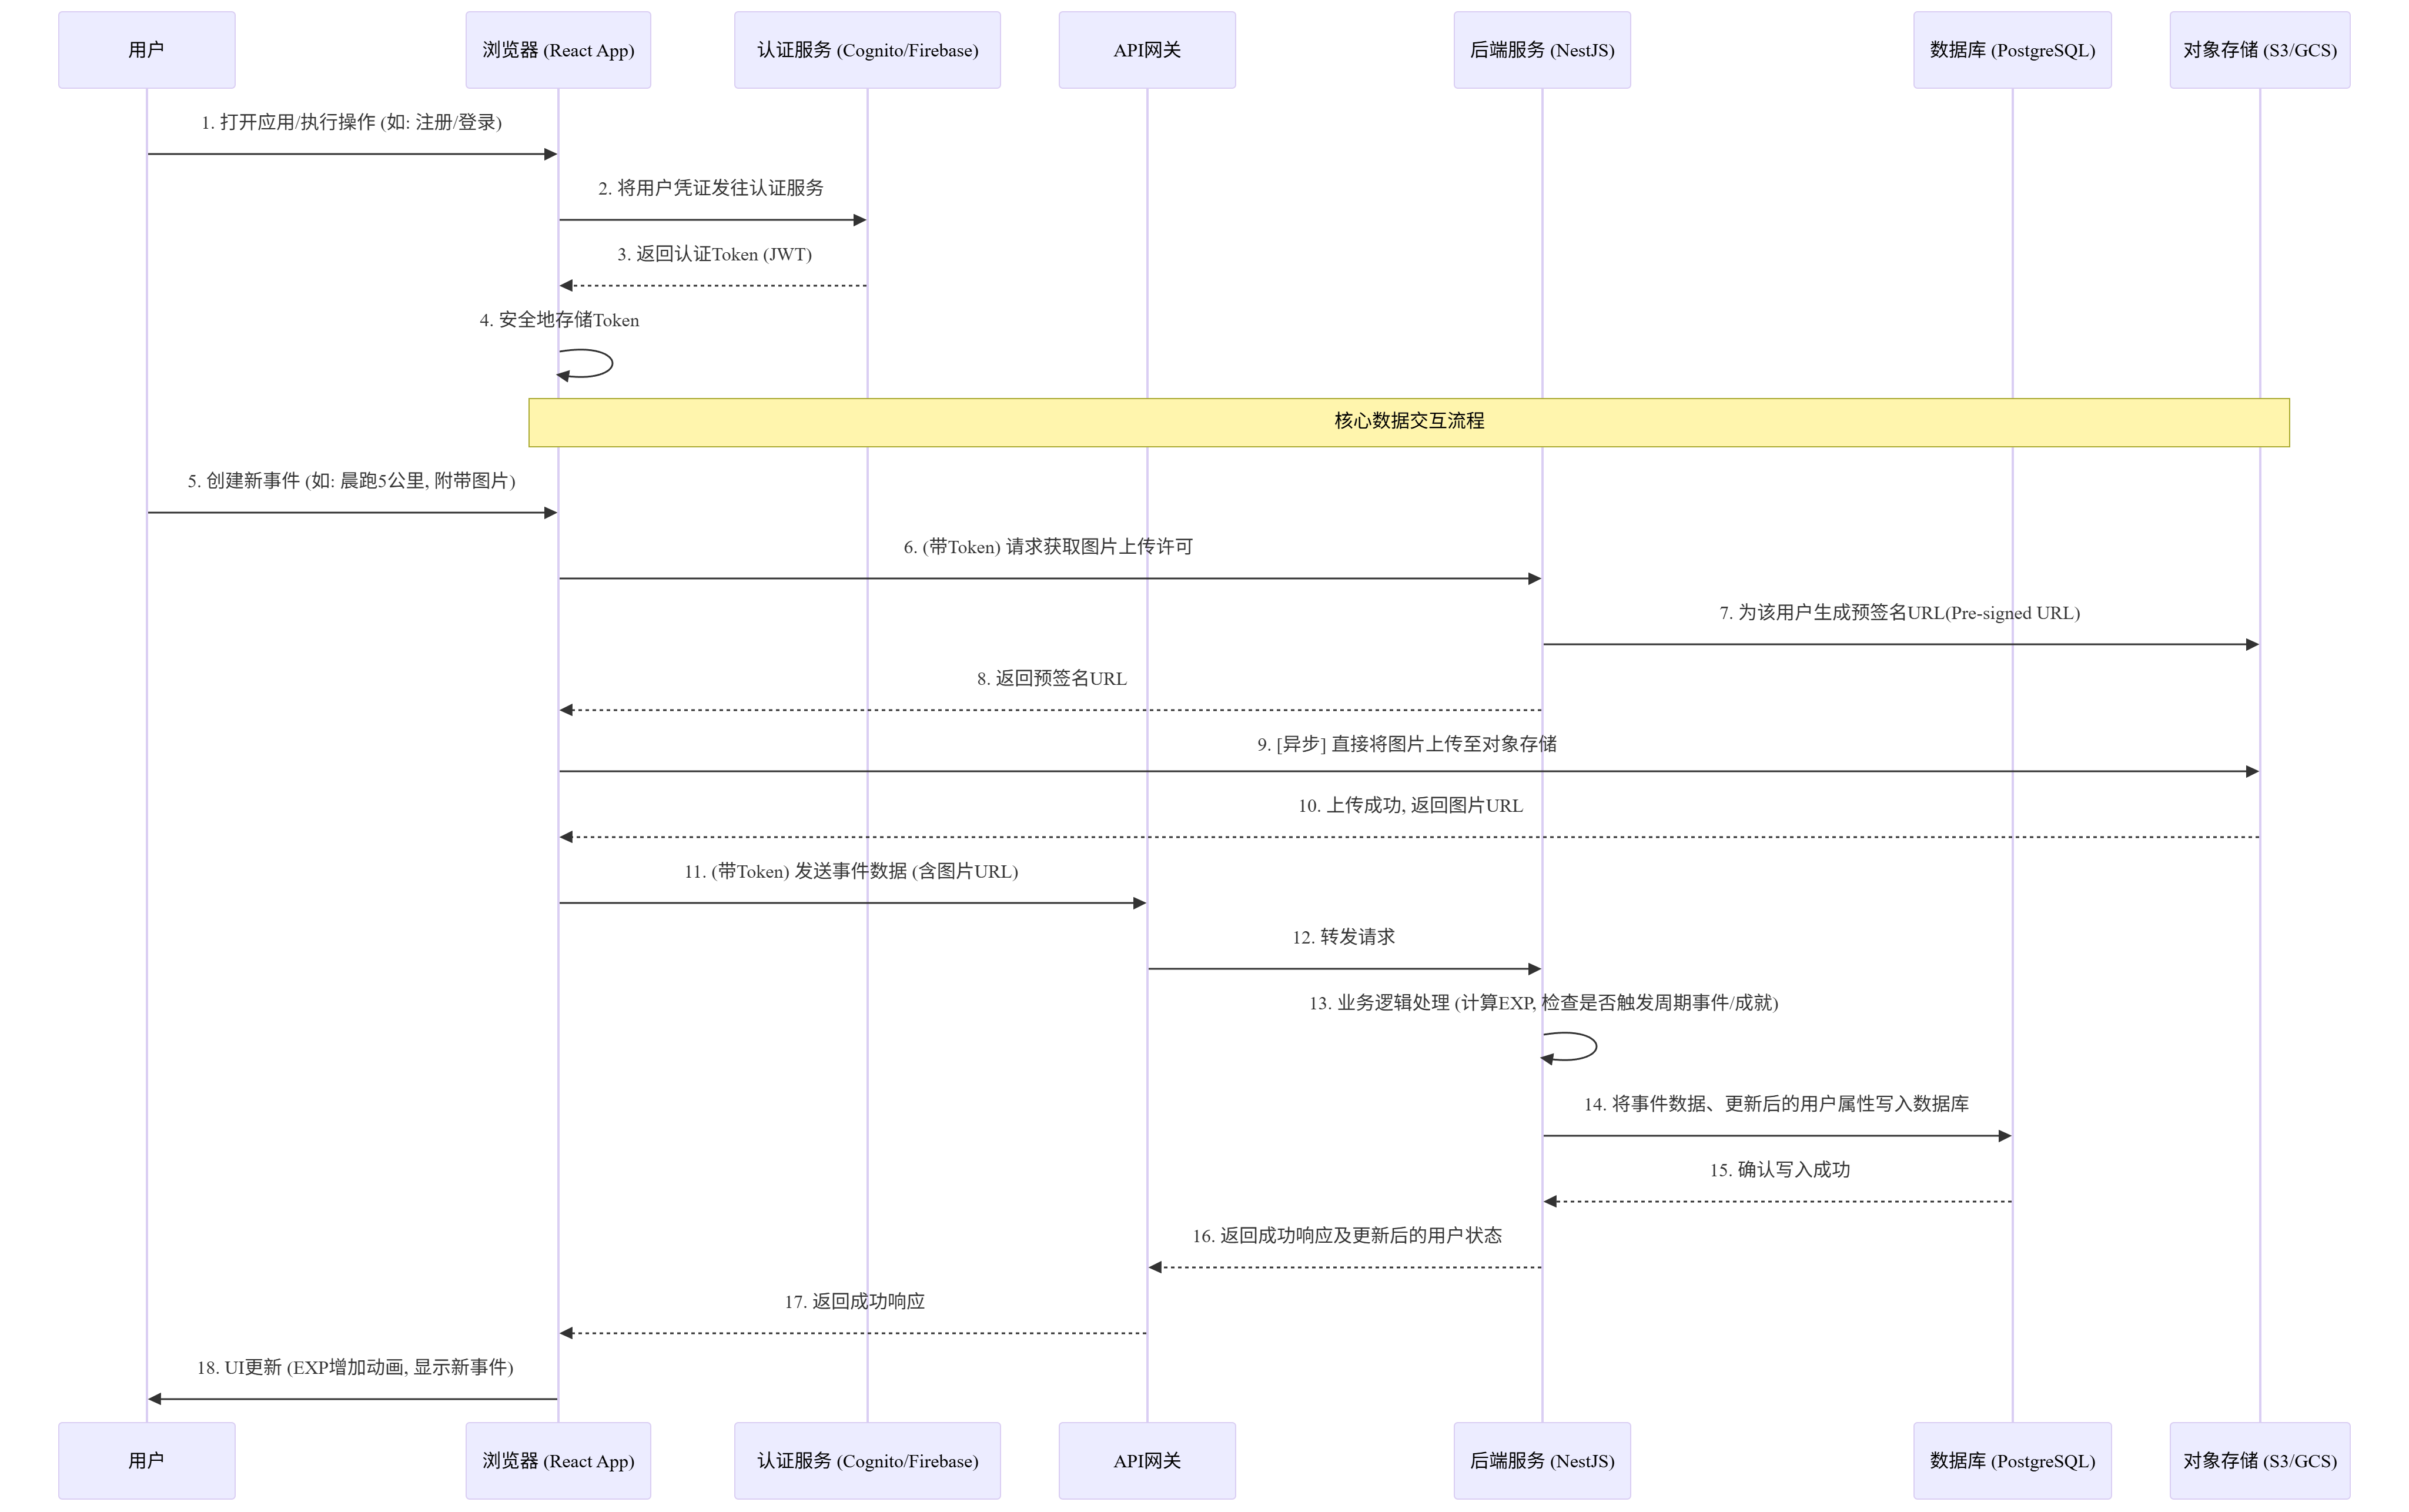 用户
浏览器 (React App)
认证服务 (Cognito/Firebase)
API网关
后端服务 (NestJS)
数据库 (PostgreSQL)
对象存储 (S3/GCS)
1. 打开应用/执行操作 (如: 注册/登录)
2. 将用户凭证发往认证服务
3. 返回认证Token (JWT)
4. 安全地存储Token
核心数据交互流程
5. 创建新事件 (如: 晨跑5公里, 附带图片)
6. (带Token) 请求获取图片上传许可
7. 为该用户生成预签名URL(Pre-signed URL)
8. 返回预签名URL
9. [异步] 直接将图片上传至对象存储
10. 上传成功, 返回图片URL
11. (带Token) 发送事件数据 (含图片URL)
12. 转发请求
13. 业务逻辑处理 (计算EXP, 检查是否触发周期事件/成就)
14. 将事件数据、更新后的用户属性写入数据库
15. 确认写入成功
16. 返回成功响应及更新后的用户状态
17. 返回成功响应
18. UI更新 (EXP增加动画, 显示新事件)
用户
浏览器 (React App)
认证服务 (Cognito/Firebase)
API网关
后端服务 (NestJS)
数据库 (PostgreSQL)
对象存储 (S3/GCS)